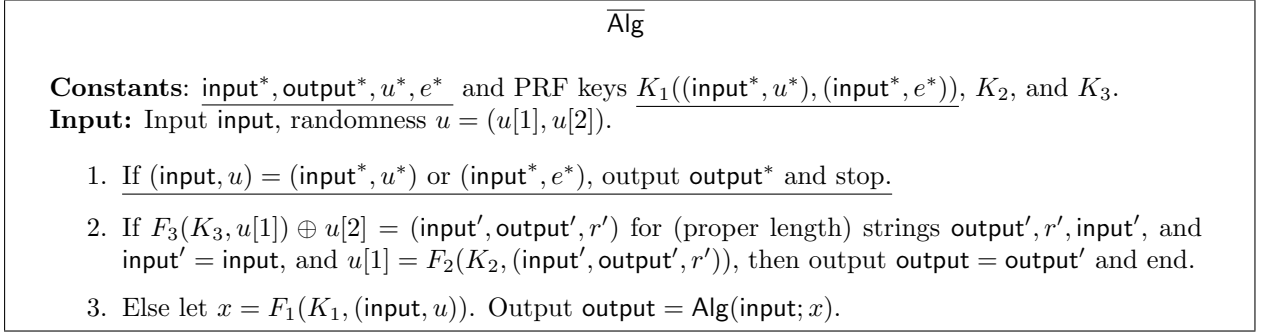 Alg
Constants: input*, output*, u*, e* and PRF keys K₁((input*, u*), (input*, e*)), K₂, and K₃.
Input: Input input, randomness u = (u[1], u[2]).
1. If (input, u) = (input*, u*) or (input*, e*), output output* and stop.
2. If F₃(K₃, u[1]) ⊕ u[2] = (input′, output′, r′) for (proper length) strings output′, r′, input′, and
input′ = input, and u[1] = F₂(K₂, (input′, output′, r′)), then output output = output′ and end.
3. Else let x = F₁(K₁, (input, u)). Output output = Alg(input; x).